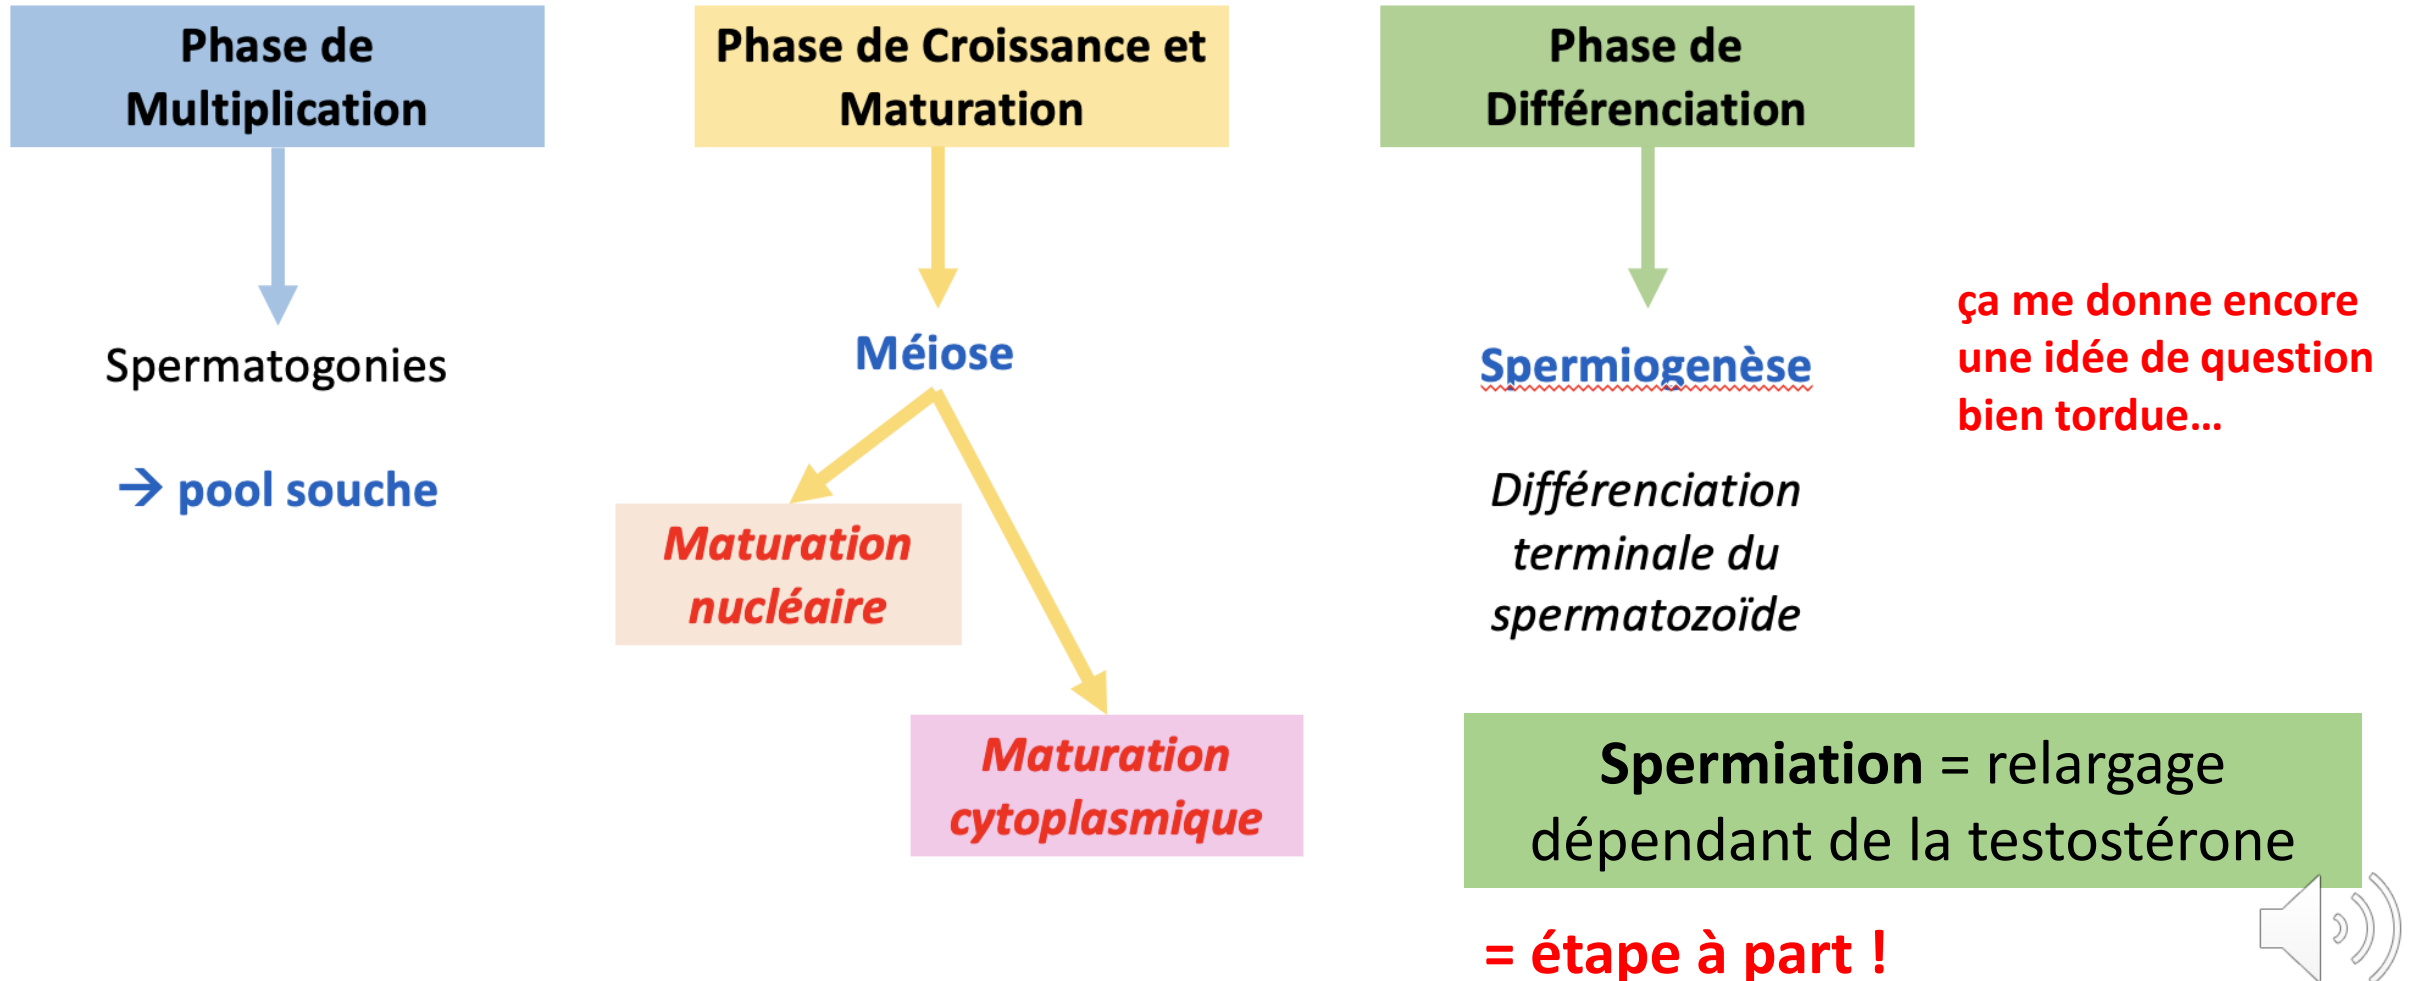 Phase de
Multiplication
Spermatogonies
→ pool souche
Phase de Croissance et
Maturation
Méiose
Maturation
nucléaire
Maturation
cytoplasmique
Phase de
Différenciation
Spermiogenèse
Différenciation
terminale du
spermatozoïde
ça me donne encore
une idée de question
bien tordue...
Spermiation = relargage
dépendant de la testostérone
= étape à part !